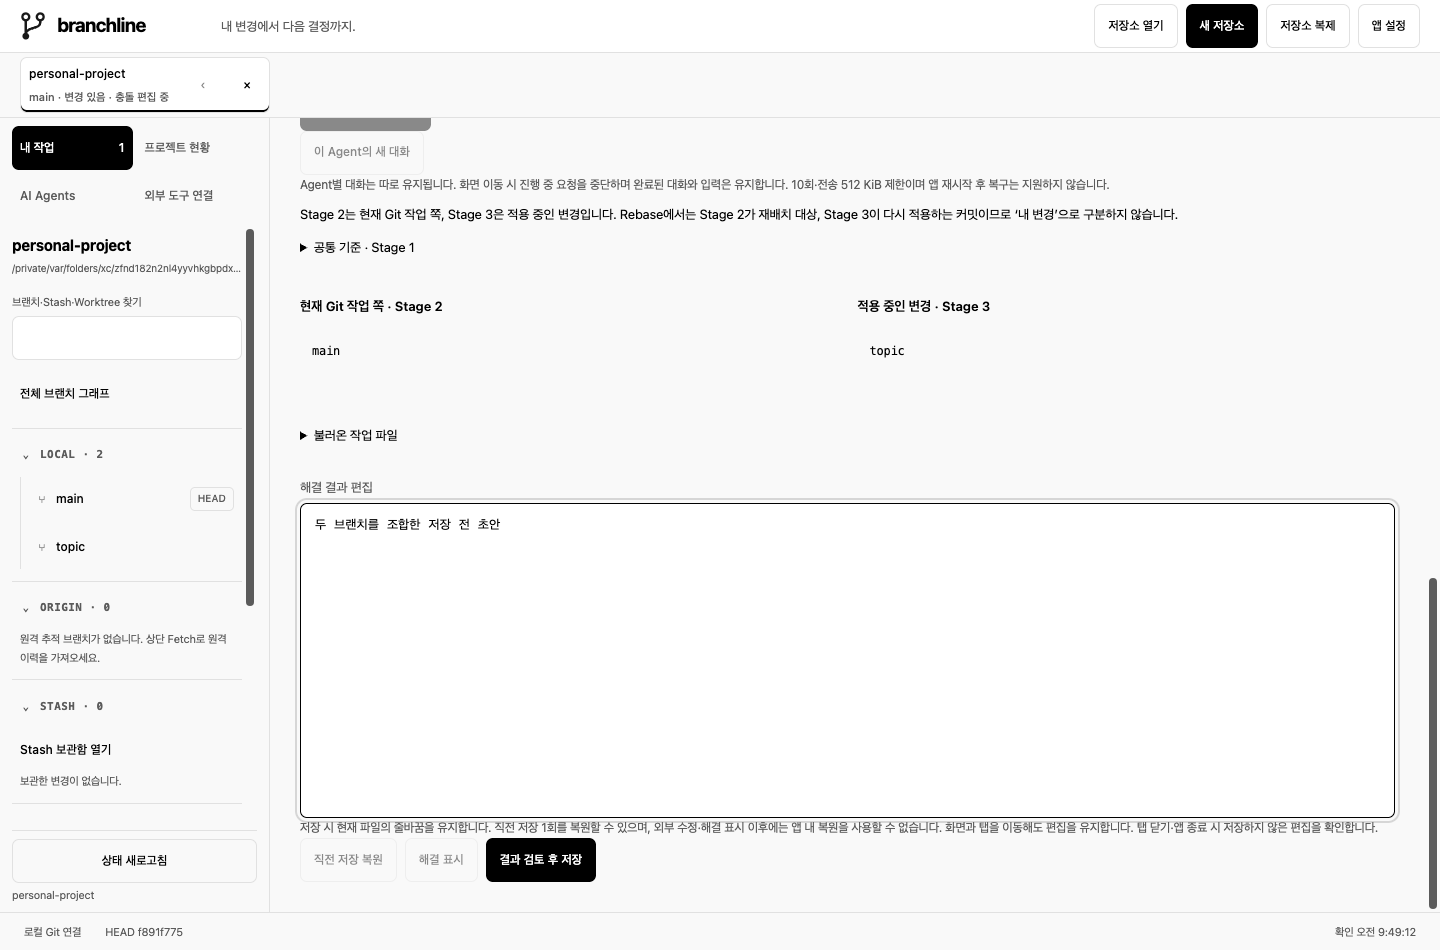 branchline
내 변경에서 다음 결정까지.
저장소 열기
새 저장소
저장소 복제
앱 설정
personal-project
main · 변경 있음 · 충돌 편집 중
‹
×
내 작업 1
프로젝트 현황
AI Agents
외부 도구 연결
personal-project
/private/var/folders/xc/zfnd182n2nl4yyvhkgbpdx...
브랜치·Stash·Worktree 찾기
전체 브랜치 그래프
LOCAL · 2
main
HEAD
topic
ORIGIN · 0
원격 추적 브랜치가 없습니다. 상단 Fetch로 원격
이력을 가져오세요.
STASH · 0
Stash 보관함 열기
보관한 변경이 없습니다.
상태 새로고침
personal-project
이 Agent의 새 대화
Agent별 대화는 따로 유지됩니다. 화면 이동 시 진행 중 요청을 중단하며 완료된 대화와 입력은 유지합니다. 10회·전송 512 KiB 제한이며 앱 재시작 후 복구는 지원하지 않습니다.
Stage 2는 현재 Git 작업 쪽, Stage 3은 적용 중인 변경입니다. Rebase에서는 Stage 2가 재배치 대상, Stage 3이 다시 적용하는 커밋이므로 ‘내 변경’으로 구분하지 않습니다.
▶ 공통 기준 · Stage 1
현재 Git 작업 쪽 · Stage 2
적용 중인 변경 · Stage 3
main
topic
▶ 불러온 작업 파일
해결 결과 편집
두 브랜치를 조합한 저장 전 초안
저장 시 현재 파일의 줄바꿈을 유지합니다. 직전 저장 1회를 복원할 수 있으며, 외부 수정·해결 표시 이후에는 앱 내 복원을 사용할 수 없습니다. 화면과 탭을 이동해도 편집을 유지합니다. 탭 닫기·앱 종료 시 저장하지 않은 편집을 확인합니다.
직전 저장 복원
해결 표시
결과 검토 후 저장
로컬 Git 연결
HEAD f891f775
확인 오전 9:49:12